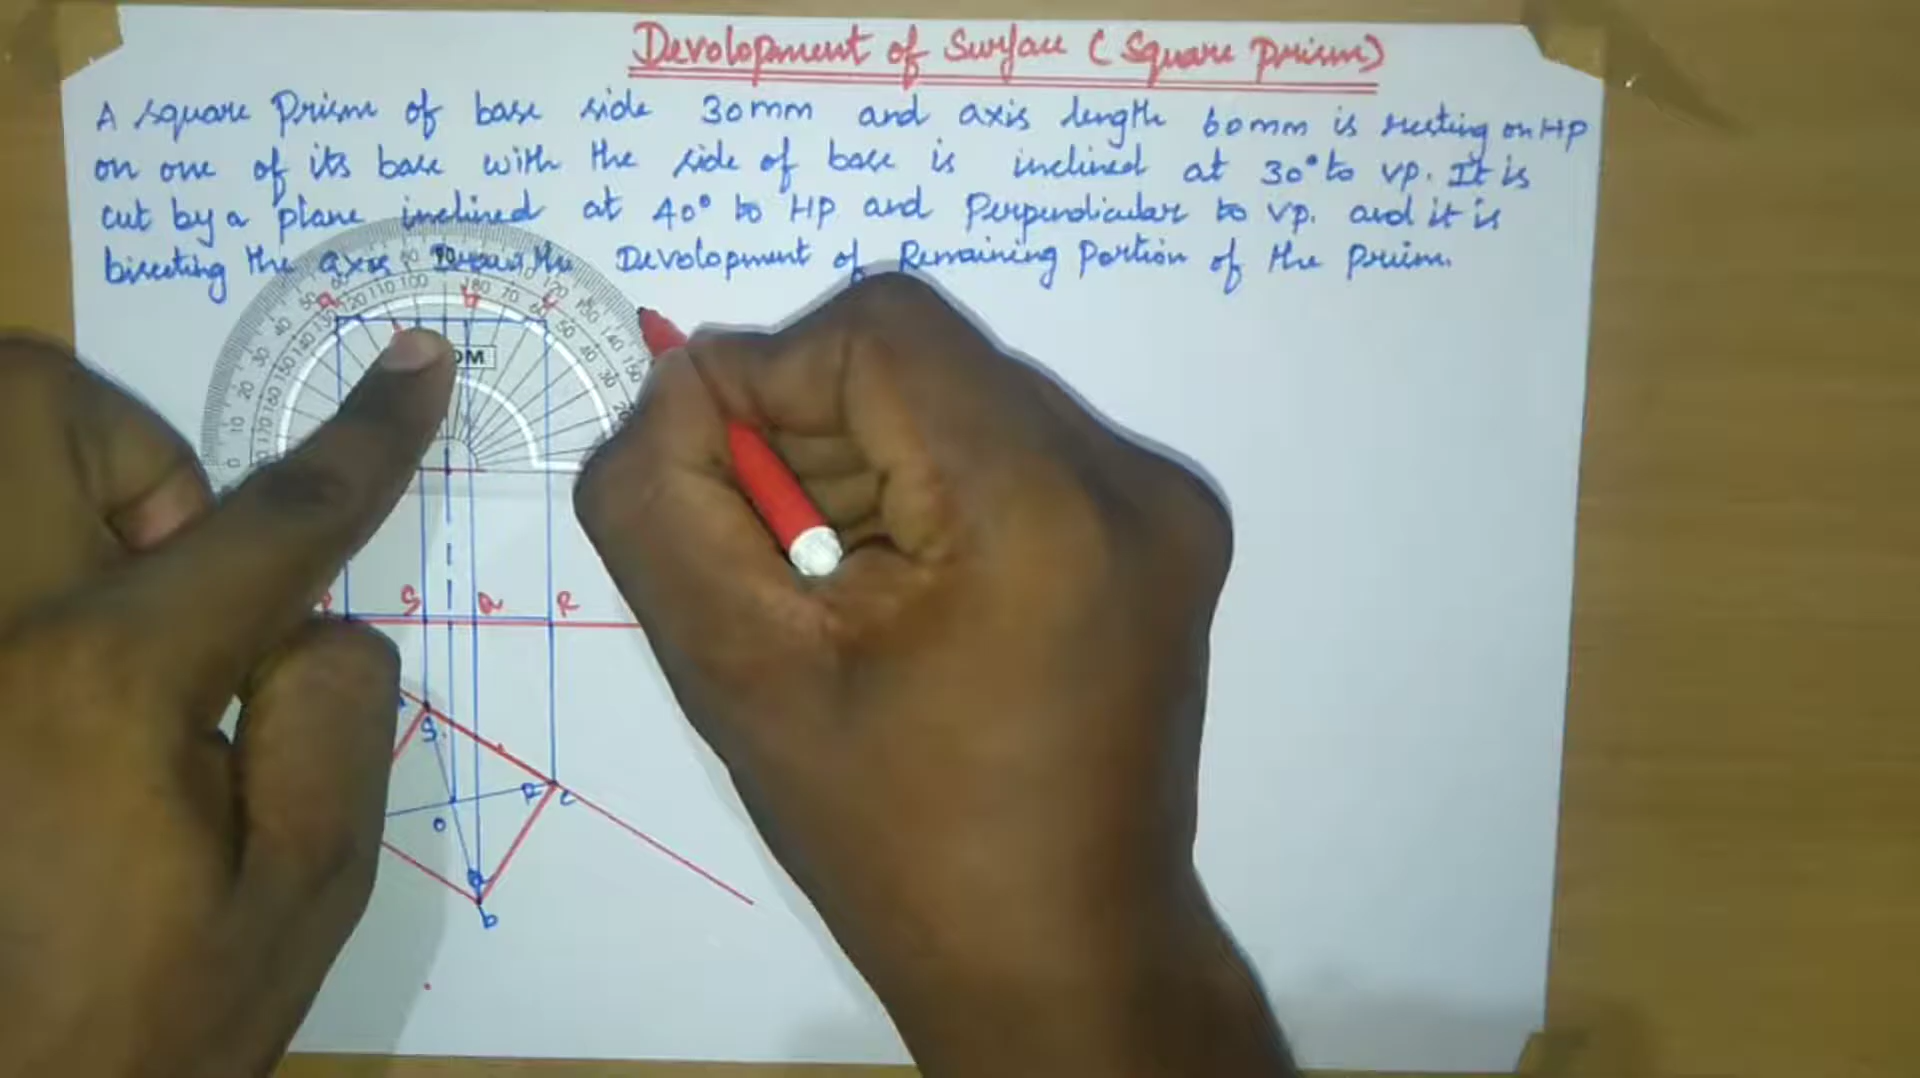 Devolopment of Surface (Square Prism)
A square Prism of base side 30mm and axis length 60mm is resting on HP
on one of its base with the side of base is inclined at 30° to VP. It is
cut by a plane inclined at 40° to HP and Perpendicular to VP. and it is
bisecting the axis Draw the Devolopment of Remaining Portion of the Prism.
S Q R
S
R c
o
Q
b